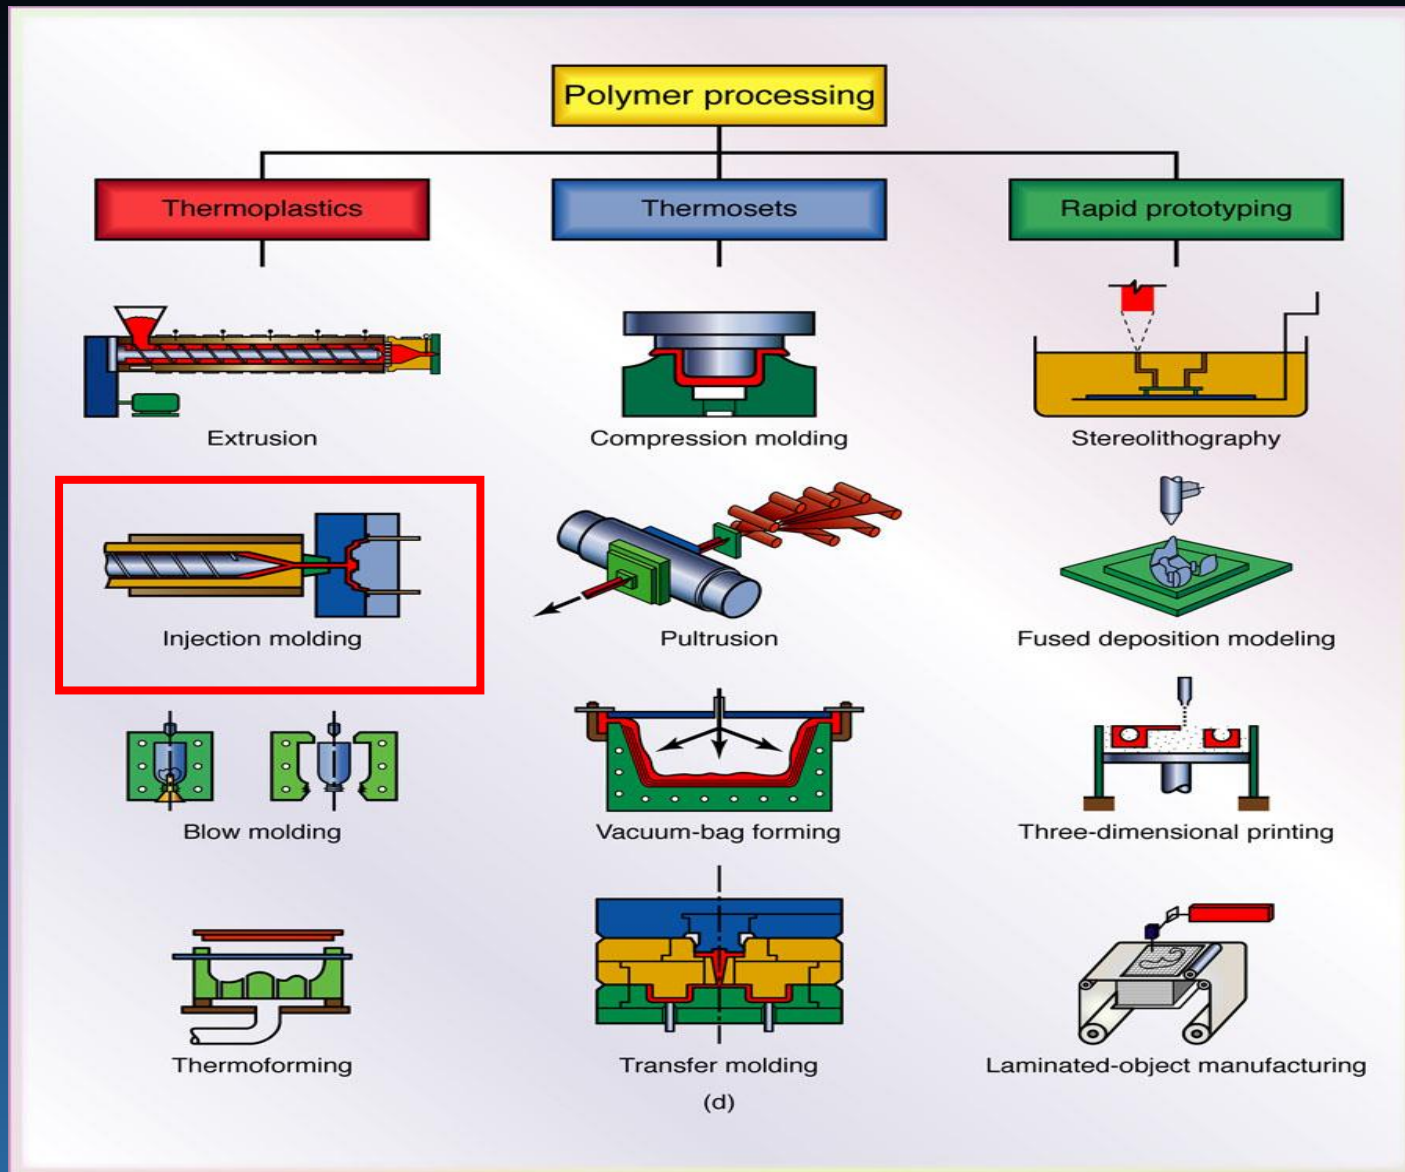 Polymer processing
Thermoplastics
Thermosets
Rapid prototyping
Extrusion
Compression molding
Stereolithography
Injection molding
Pultrusion
Fused deposition modeling
Blow molding
Vacuum-bag forming
Three-dimensional printing
Thermoforming
Transfer molding
Laminated-object manufacturing
(d)